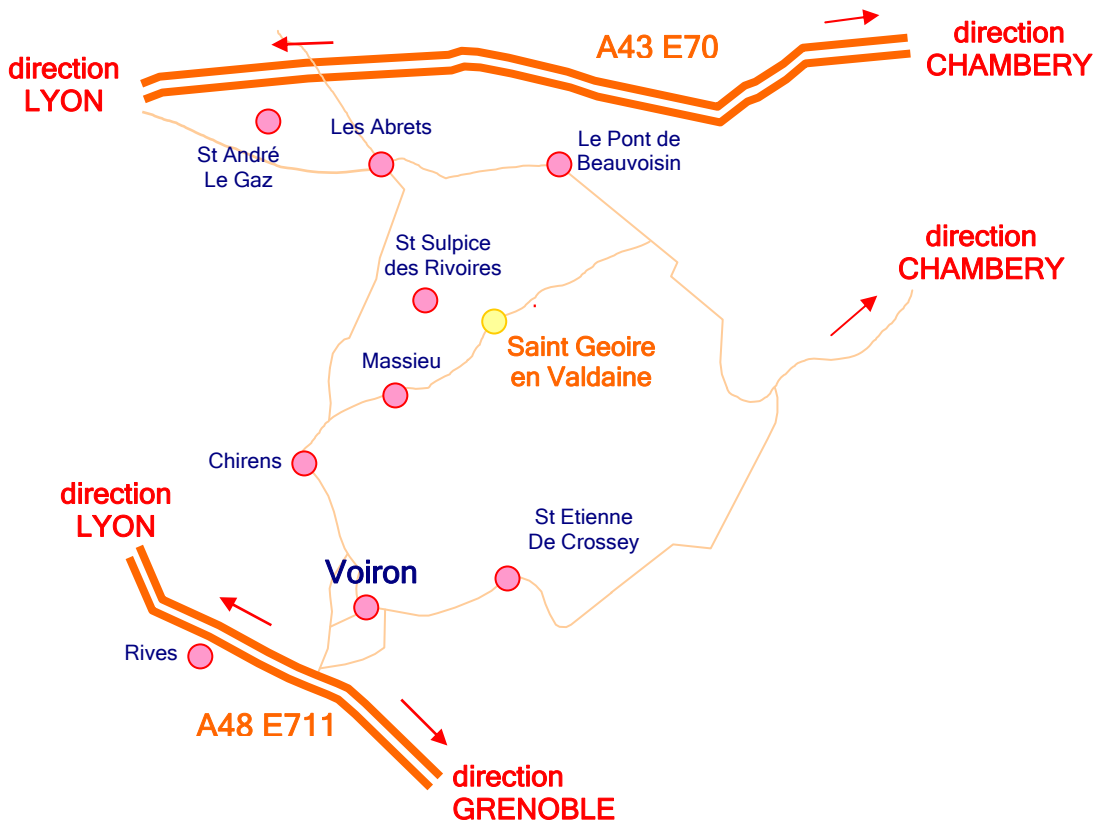 A43 E70
direction
CHAMBERY
direction
LYON
Les Abrets
Le Pont de
Beauvoisin
St André
Le Gaz
direction
CHAMBERY
St Sulpice
des Rivoires
Saint Geoire
en Valdaine
Massieu
Chirens
direction
LYON
St Etienne
De Crossey
Voiron
Rives
A48 E711
direction
GRENOBLE